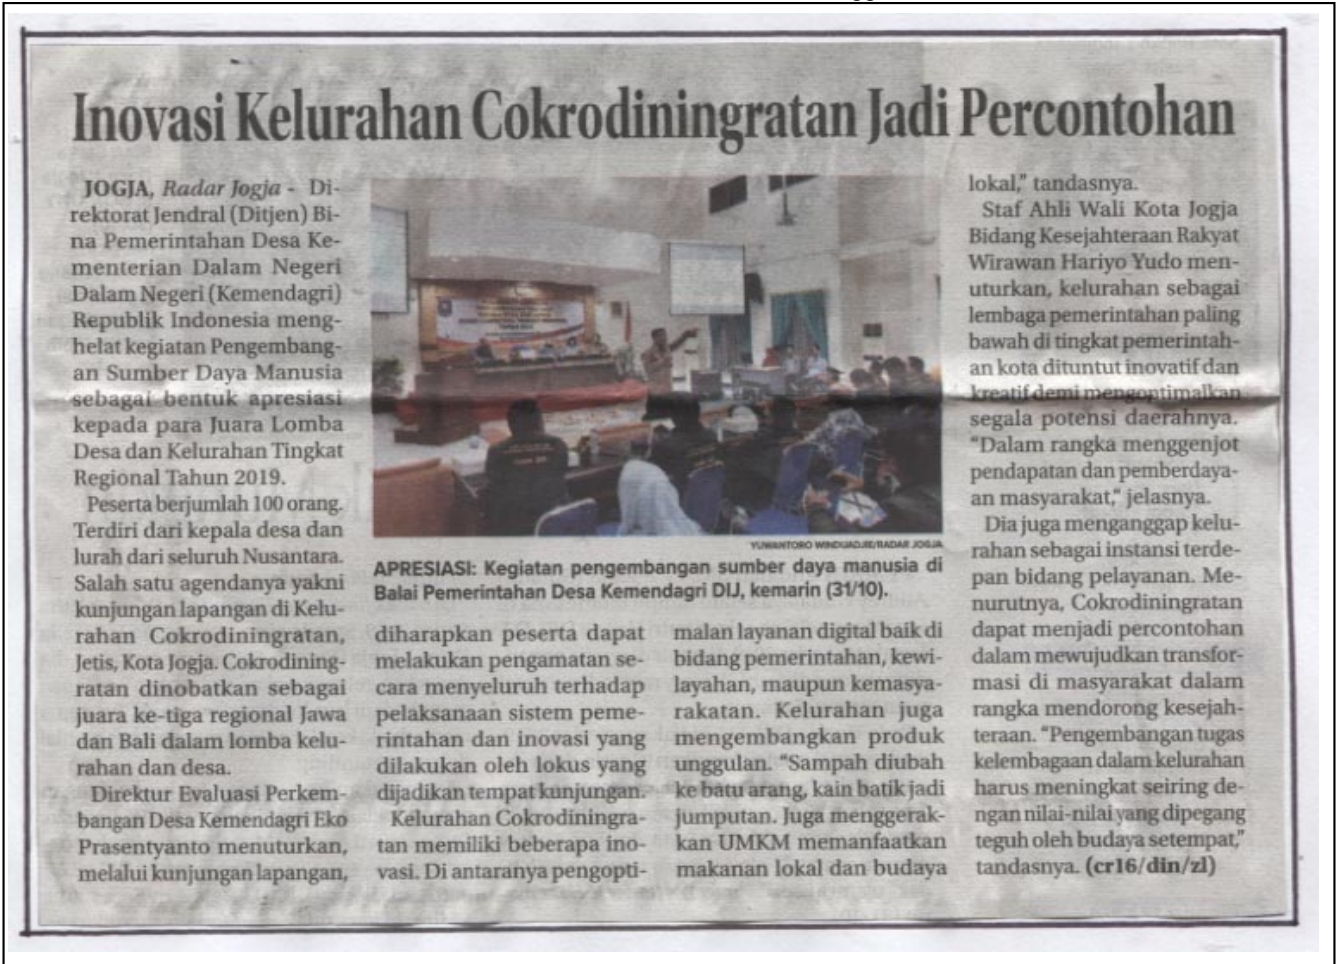 Inovasi Kelurahan Cokrodiningratan Jadi Percontohan
JOGJA, Radar Jogja - Di-
rektorat Jendral (Ditjen) Bi-
na Pemerintahan Desa Ke-
menterian Dalam Negeri
Dalam Negeri (Kemendagri)
Republik Indonesia meng-
helat kegiatan Pengembang-
an Sumber Daya Manusia
sebagai bentuk apresiasi
kepada para Juara Lomba
Desa dan Kelurahan Tingkat
Regional Tahun 2019.
Peserta berjumlah 100 orang.
Terdiri dari kepala desa dan
lurah dari seluruh Nusantara.
Salah satu agendanya yakni
kunjungan lapangan di Kelu-
rahan Cokrodiningratan,
Jetis, Kota Jogja. Cokrodining-
ratan dinobatkan sebagai
juara ke-tiga regional Jawa
dan Bali dalam lomba kelu-
rahan dan desa.
Direktur Evaluasi Perkem-
bangan Desa Kemendagri Eko
Prasentyanto menuturkan,
melalui kunjungan lapangan,
YUWANTORO WINDUADJIE/RADAR JOGJA
APRESIASI: Kegiatan pengembangan sumber daya manusia di
Balai Pemerintahan Desa Kemendagri DIJ, kemarin (31/10).
diharapkan peserta dapat
melakukan pengamatan se-
cara menyeluruh terhadap
pelaksanaan sistem peme-
rintahan dan inovasi yang
dilakukan oleh lokus yang
dijadikan tempat kunjungan.
Kelurahan Cokrodiningra-
tan memiliki beberapa ino-
vasi. Di antaranya pengopti-
malan layanan digital baik di
bidang pemerintahan, kewi-
layahan, maupun kemasya-
rakatan. Kelurahan juga
mengembangkan produk
unggulan. "Sampah diubah
ke batu arang, kain batik jadi
jumputan. Juga menggerak-
kan UMKM memanfaatkan
makanan lokal dan budaya
lokal," tandasnya.
Staf Ahli Wali Kota Jogja
Bidang Kesejahteraan Rakyat
Wirawan Hariyo Yudo men-
uturkan, kelurahan sebagai
lembaga pemerintahan paling
bawah di tingkat pemerintah-
an kota dituntut inovatif dan
kreatif demi mengoptimalkan
segala potensi daerahnya.
"Dalam rangka menggenjot
pendapatan dan pemberdaya-
an masyarakat," jelasnya.
Dia juga menganggap kelu-
rahan sebagai instansi terde-
pan bidang pelayanan. Me-
nurutnya, Cokrodiningratan
dapat menjadi percontohan
dalam mewujudkan transfor-
masi di masyarakat dalam
rangka mendorong kesejah-
teraan. "Pengembangan tugas
kelembagaan dalam kelurahan
harus meningkat seiring de-
ngan nilai-nilai yang dipegang
teguh oleh budaya setempat,"
tandasnya. (cr16/din/zl)